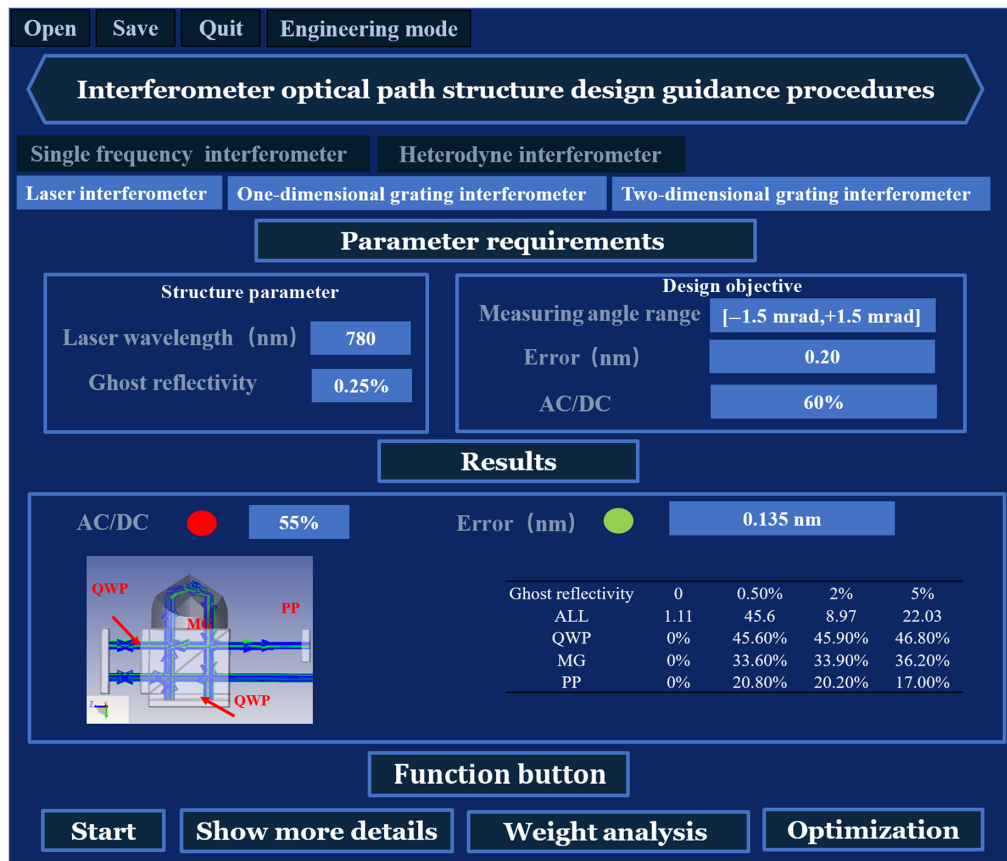 Open Save Quit Engineering mode
Interferometer optical path structure design guidance procedures
Single frequency interferometer Heterodyne interferometer
Laser interferometer One-dimensional grating interferometer Two-dimensional grating interferometer
Parameter requirements
Structure parameter
Laser wavelength (nm) 780
Ghost reflectivity 0.25%
Design objective
Measuring angle range [−1.5 mrad,+1.5 mrad]
Error (nm) 0.20
AC/DC 60%
Results
AC/DC 55% Error (nm) 0.135 nm
QWP
PP
MG
QWP
Z X
Ghost reflectivity 0 0.50% 2% 5%
ALL 1.11 45.6 8.97 22.03
QWP 0% 45.60% 45.90% 46.80%
MG 0% 33.60% 33.90% 36.20%
PP 0% 20.80% 20.20% 17.00%
Function button
Start Show more details Weight analysis Optimization